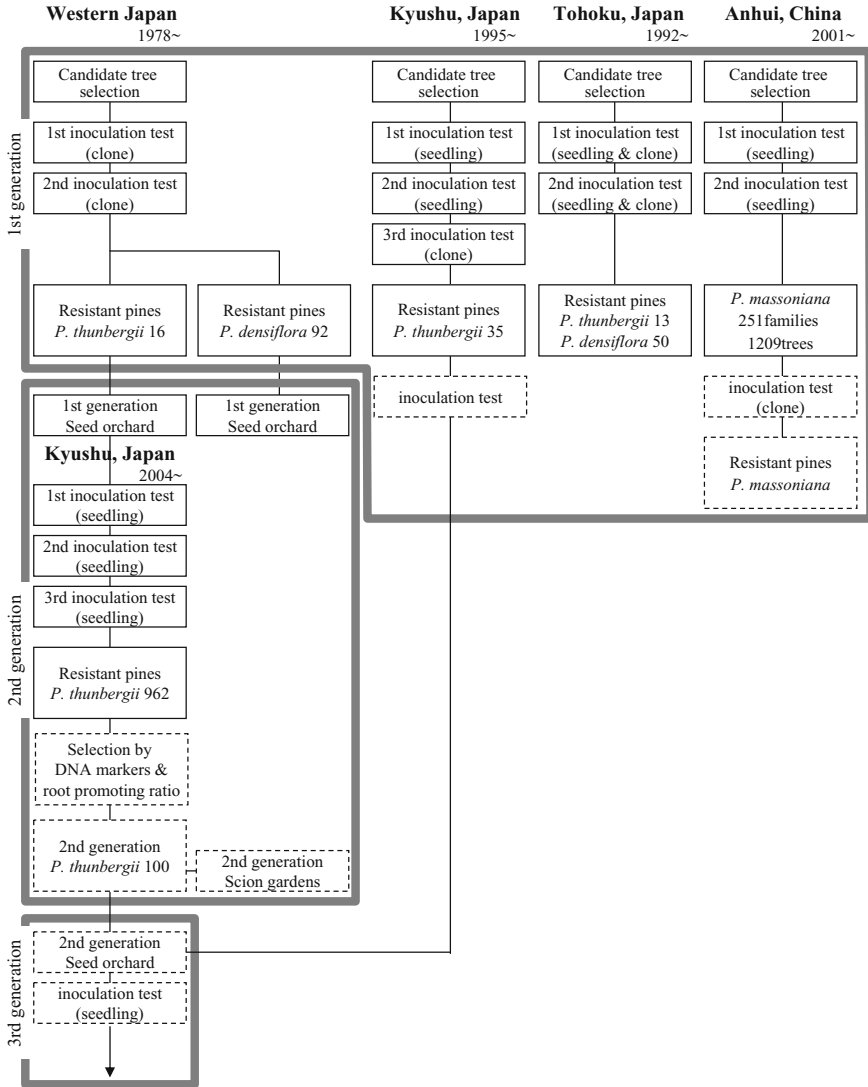 Western Japan
1978~
Kyushu, Japan
1995~
Tohoku, Japan
1992~
Anhui, China
2001~
1st generation
Candidate tree
selection
1st inoculation test
(clone)
2nd inoculation test
(clone)
Resistant pines
P. thunbergii 16
Resistant pines
P. densiflora 92
Candidate tree
selection
1st inoculation test
(seedling)
2nd inoculation test
(seedling)
3rd inoculation test
(clone)
Resistant pines
P. thunbergii 35
inoculation test
Candidate tree
selection
1st inoculation test
(seedling & clone)
2nd inoculation test
(seedling & clone)
Resistant pines
P. thunbergii 13
P. densiflora 50
Candidate tree
selection
1st inoculation test
(seedling)
2nd inoculation test
(seedling)
P. massoniana
251families
1209trees
inoculation test
(clone)
Resistant pines
P. massoniana
2nd generation
1st generation
Seed orchard
1st generation
Seed orchard
Kyushu, Japan
2004~
1st inoculation test
(seedling)
2nd inoculation test
(seedling)
3rd inoculation test
(seedling)
Resistant pines
P. thunbergii 962
Selection by
DNA markers &
root promoting ratio
2nd generation
P. thunbergii 100
2nd generation
Scion gardens
3rd generation
2nd generation
Seed orchard
inoculation test
(seedling)